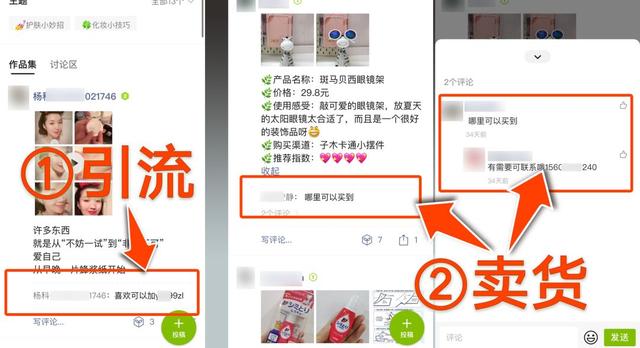 主题
全部13个
护肤小妙招
化妆小技巧
作品集
讨论区
杨科 021746
许多东西
就是从“不妨一试”到“非
爱自己
从早晚一片蜂浆纸开始
杨科 1746: 喜欢可以加 99zl
写评论...
3
投稿
①引流
产品名称：斑马贝西眼镜架
价格：29.8元
使用感受：敲可爱的眼镜架，放夏天
的太阳眼镜太合适了，而且是一个很好
的装饰品呀
购买渠道：子木卡通小摆件
推荐指数：
收起
静： 哪里可以买到
2个评论
写评论...
7
1
投稿
②卖货
2个评论
哪里可以买到
34天前
有需要可联系哦1560 240
34天前
评论
发送